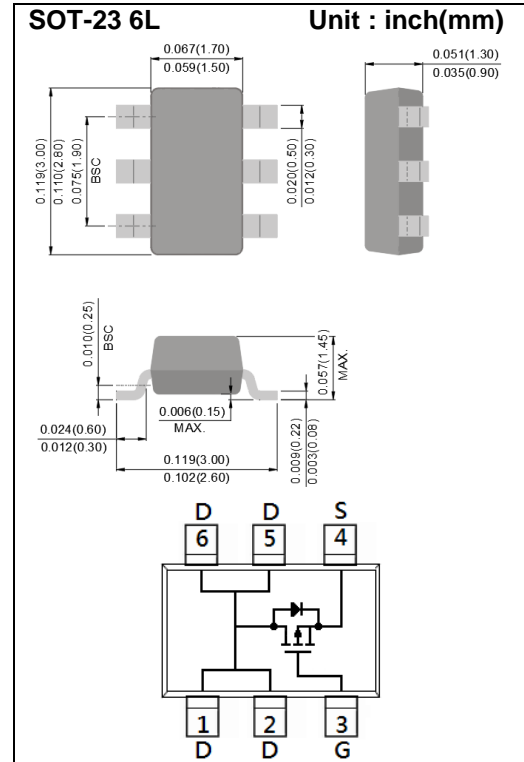 SOT-23 6L Unit : inch(mm)
0.067(1.70)
0.059(1.50)
0.051(1.30)
0.035(0.90)
0.119(3.00)
0.110(2.80)
0.075(1.90)
BSC
0.020(0.50)
0.012(0.30)
0.010(0.25)
BSC
0.057(1.45)
MAX.
0.006(0.15)
MAX.
0.024(0.60)
0.012(0.30)
0.009(0.22)
0.003(0.08)
0.119(3.00)
0.102(2.60)
D D S
6 5 4
1 2 3
D D G